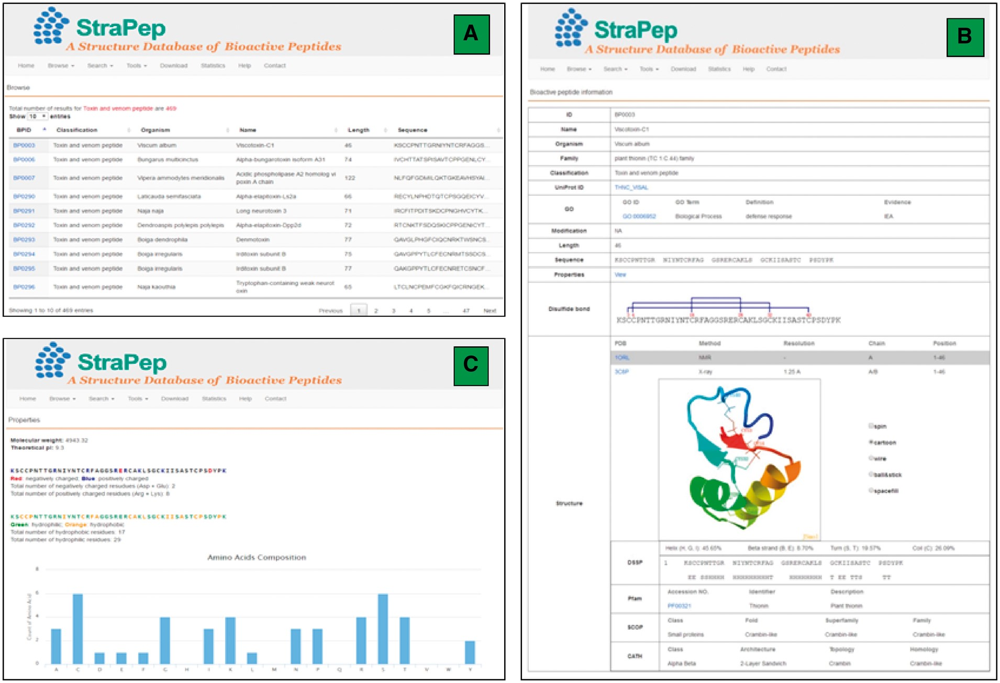 StraPep
A Structure Database of Bioactive Peptides
A
Home Browse Search Tools Download Statistics Help Contact
Browse
Total number of results for Toxin and venom peptide are 469
Show 10 entries
BPID Classification Organism Name Length Sequence
BP0003 Toxin and venom peptide Viscum album Viscotoxin-C1 46 KSCCPNTTGRNIYNTCRFAGGS...
BP0006 Toxin and venom peptide Bungarus multicinctus Alpha-bungarotoxin isoform A31 74 IVCHTTATSPISAVTCPPGENLCY...
BP0007 Toxin and venom peptide Vipera ammodytes meridionalis Acidic phospholipase A2 homolog vi
poxin A chain 122 NLFQFGDMILQKTGKEAVHSYAI...
BP0290 Toxin and venom peptide Laticauda semifasciata Alpha-elapitoxin-Ls2a 66 RECYLNPHDTQTCPSGQEICYV...
BP0291 Toxin and venom peptide Naja naja Long neurotoxin 3 71 IRCFITPDITSKDCPNGHVCYTK...
BP0292 Toxin and venom peptide Dendroaspis polylepis polylepis Alpha-elapitoxin-Dpp2d 72 RTCNKTFSDQSKICPPGENICYT...
BP0293 Toxin and venom peptide Boiga dendrophila Denmotoxin 77 QAVGLPHGFCIQCNRKTWSNCS...
BP0294 Toxin and venom peptide Boiga irregularis Irditoxin subunit B 75 QAVGPPYTLCFECNRMTSSDCS...
BP0295 Toxin and venom peptide Boiga irregularis Irditoxin subunit B 77 QAKGPPYTLCFECNRETCSNCF...
BP0296 Toxin and venom peptide Naja kaouthia Tryptophan-containing weak neurot
oxin 65 LTCLNCPEMFCGKFQICRNGEK...
Showing 1 to 10 of 469 entries Previous 1 2 3 4 5 ... 47 Next
StraPep
A Structure Database of Bioactive Peptides
B
Home Browse Search Tools Download Statistics Help Contact
Bioactive peptide information
ID BP0003
Name Viscotoxin-C1
Organism Viscum album
Family plant thionin (TC 1.C.44) family
Classification Toxin and venom peptide
UniProt ID THNC_VISAL
GO GO ID GO Term Definition Evidence
GO:0006952 Biological Process defense response IEA
Modification NA
Length 46
Sequence KSCCPNTTGR NIYNTCRFAG GSRERCAKLS GCKIISASTC PSDYPK
Properties View
Disulfide bond
KSCCPNTTGRNIYNTCRFAGGSRERCAKLSGCKIISASTCPSDYPK
Structure
PDB Method Resolution Chain Position
1ORL NMR - A 1-46
3C8P X-ray 1.25 A A/B 1-46
spin
cartoon
wire
ball&stick
spacefill
JSmol
DSSP
Helix (H, G, I): 45.65% Beta strand (B, E): 8.70% Turn (S, T): 19.57% Coil (C): 26.09%
1 KSCCPNTTGR NIYNTCRFAG GSRERCAKLS GCKIISASTC PSDYPK
EE SSHHHH HHHHHHHHHT HHHHHHHH T EE TTS TT
Pfam Accession NO. Identifier Description
PF00321 Thionin Plant thionin
SCOP Class Fold Superfamily Family
Small proteins Crambin-like Crambin-like Crambin-like
CATH Class Architecture Topology Homology
Alpha Beta 2-Layer Sandwich Crambin Crambin-like
StraPep
A Structure Database of Bioactive Peptides
C
Home Browse Search Tools Download Statistics Help Contact
Properties
Molecular weight: 4943.32
Theoretical pI: 9.3
KSCCPNTTGRNIYNTCRFAGGSRERCAKLSGCKIISASTCPSDYPK
Red: negatively charged; Blue: positively charged
Total number of negatively charged resudues (Asp + Glu): 2
Total number of positively charged residues (Arg + Lys): 8
KSCCPNTTGRNIYNTCRFAGGSRERCAKLSGCKIISASTCPSDYPK
Green: hydrophilic; Orange: hydrophobic
Total number of hydrophobic residues: 17
Total number of hydrophilic residues: 29
Amino Acids Composition
Count of Amino Acid
8
6
4
2
0
A C D E F G H I K L M N P Q R S T V W Y